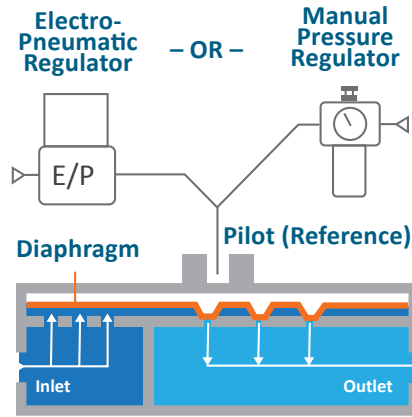 Electro-
Pneumatic
Regulator
– OR –
Manual
Pressure
Regulator
E/P
Pilot (Reference)
Diaphragm
Inlet
Outlet